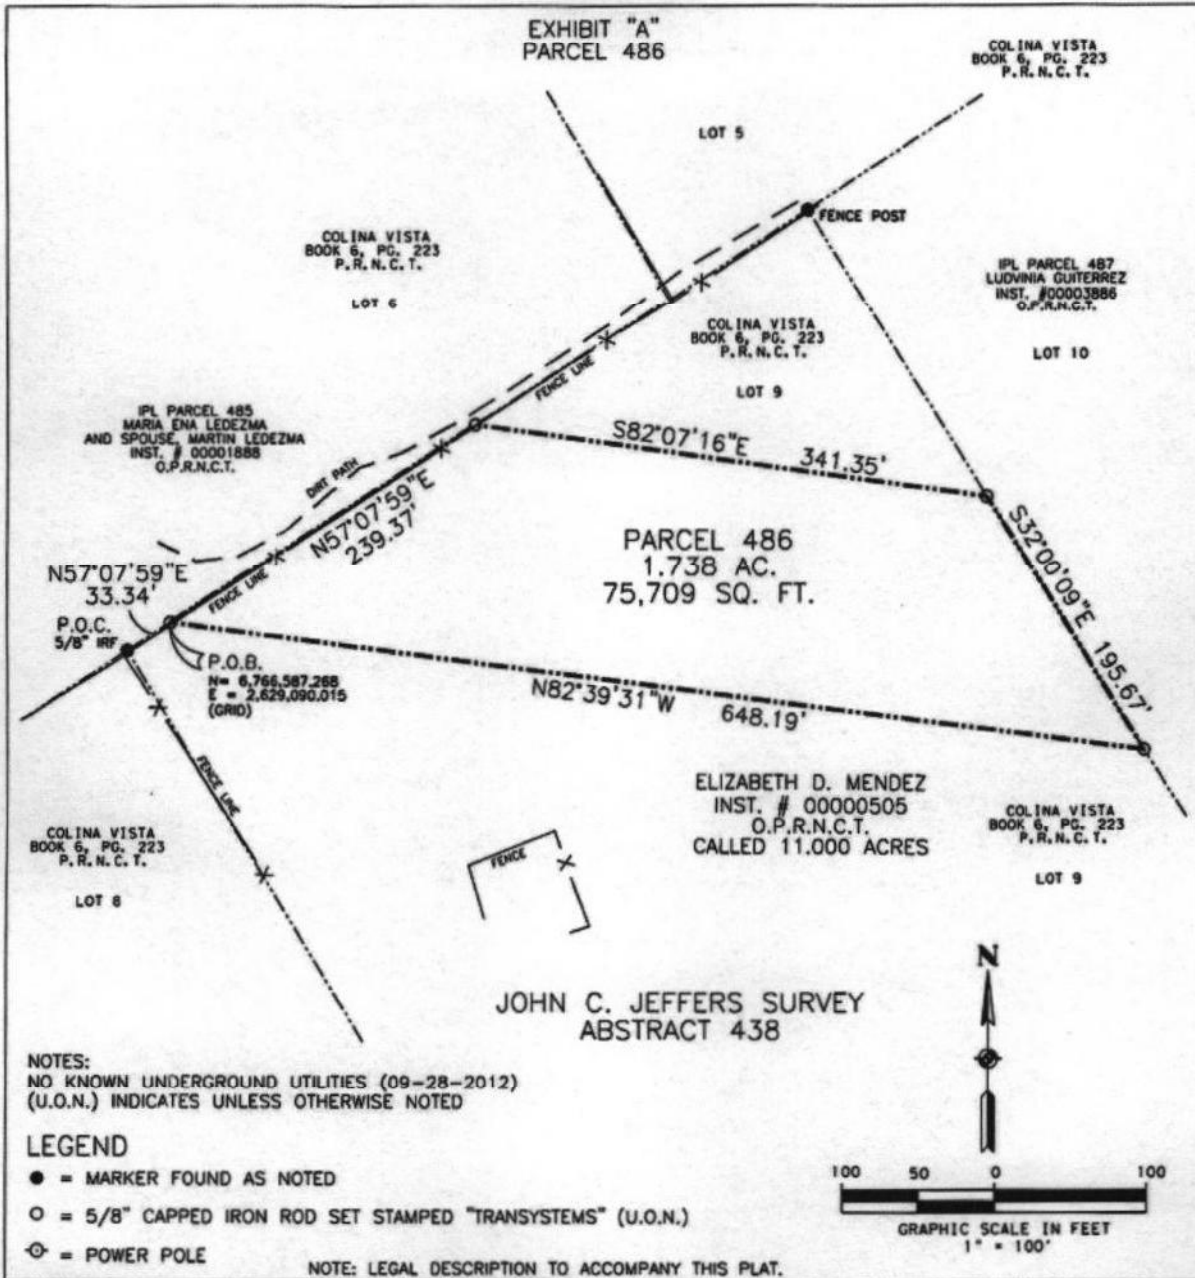 EXHIBIT "A"
PARCEL 486
COLINA VISTA
BOOK 6, PG. 223
P.R.N.C.T.
LOT 5
FENCE POST
COLINA VISTA
BOOK 6, PG. 223
P.R.N.C.T.
LOT 6
IPL PARCEL 487
LUDVINIA GUITERREZ
INST. #00003886
O.P.R.N.C.T.
LOT 10
COLINA VISTA
BOOK 6, PG. 223
P.R.N.C.T.
LOT 9
FENCE LINE
IPL PARCEL 485
MARIA ENA LEDEZMA
AND SPOUSE, MARTIN LEDEZMA
INST. # 00001888
O.P.R.N.C.T.
DIRT PATH
S82°07'16"E 341.35'
N57°07'59"E
239.37'
S32°00'09"E 195.67'
PARCEL 486
1.738 AC.
75,709 SQ. FT.
N57°07'59"E
33.34'
FENCE LINE
P.O.C.
5/8" IRF
P.O.B.
N= 6,766,587.268
E = 2,629,090.015
(GRID)
N82°39'31"W 648.19'
FENCE LINE
ELIZABETH D. MENDEZ
INST. # 00000505
O.P.R.N.C.T.
CALLED 11.000 ACRES
COLINA VISTA
BOOK 6, PG. 223
P.R.N.C.T.
LOT 9
COLINA VISTA
BOOK 6, PG. 223
P.R.N.C.T.
LOT 8
FENCE
N
JOHN C. JEFFERS SURVEY
ABSTRACT 438
NOTES:
NO KNOWN UNDERGROUND UTILITIES (09-28-2012)
(U.O.N.) INDICATES UNLESS OTHERWISE NOTED
LEGEND
= MARKER FOUND AS NOTED
= 5/8" CAPPED IRON ROD SET STAMPED "TRANSYSTEMS" (U.O.N.)
= POWER POLE
100 50 0 100
GRAPHIC SCALE IN FEET
1" = 100'
NOTE: LEGAL DESCRIPTION TO ACCOMPANY THIS PLAT.